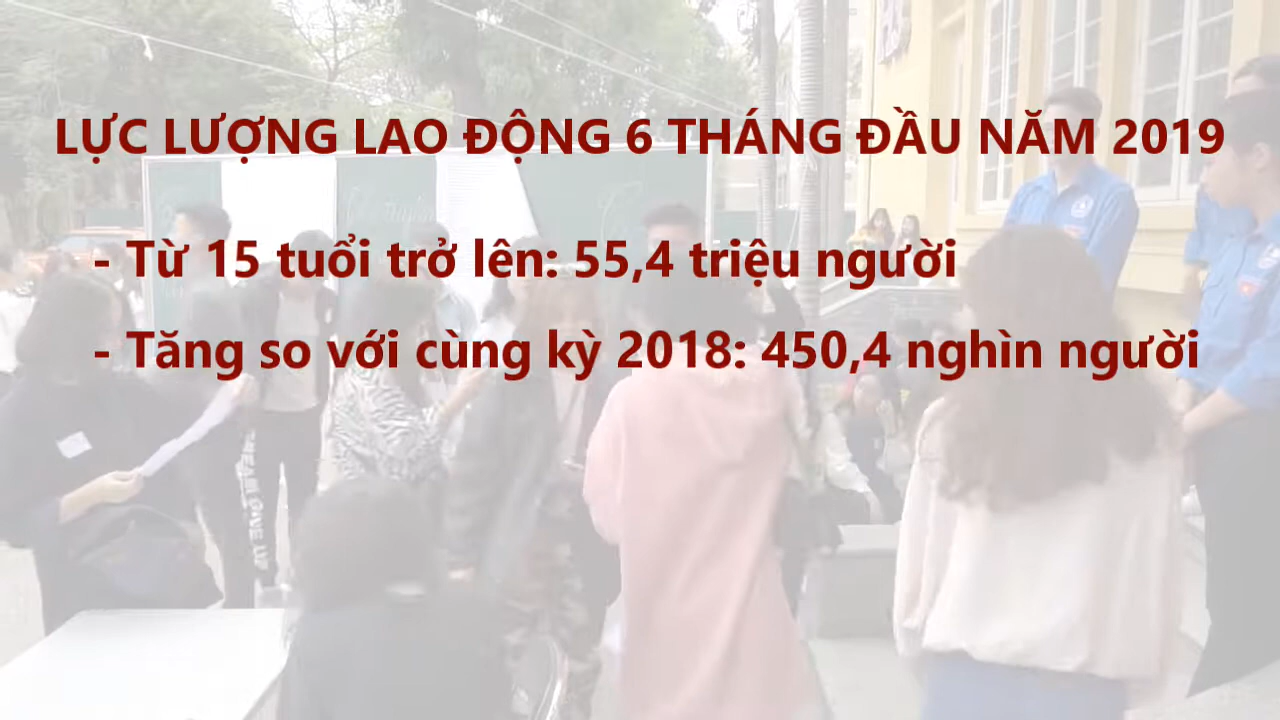 LỰC LƯỢNG LAO ĐỘNG 6 THÁNG ĐẦU NĂM 2019
- Từ 15 tuổi trở lên: 55,4 triệu người
- Tăng so với cùng kỳ 2018: 450,4 nghìn người